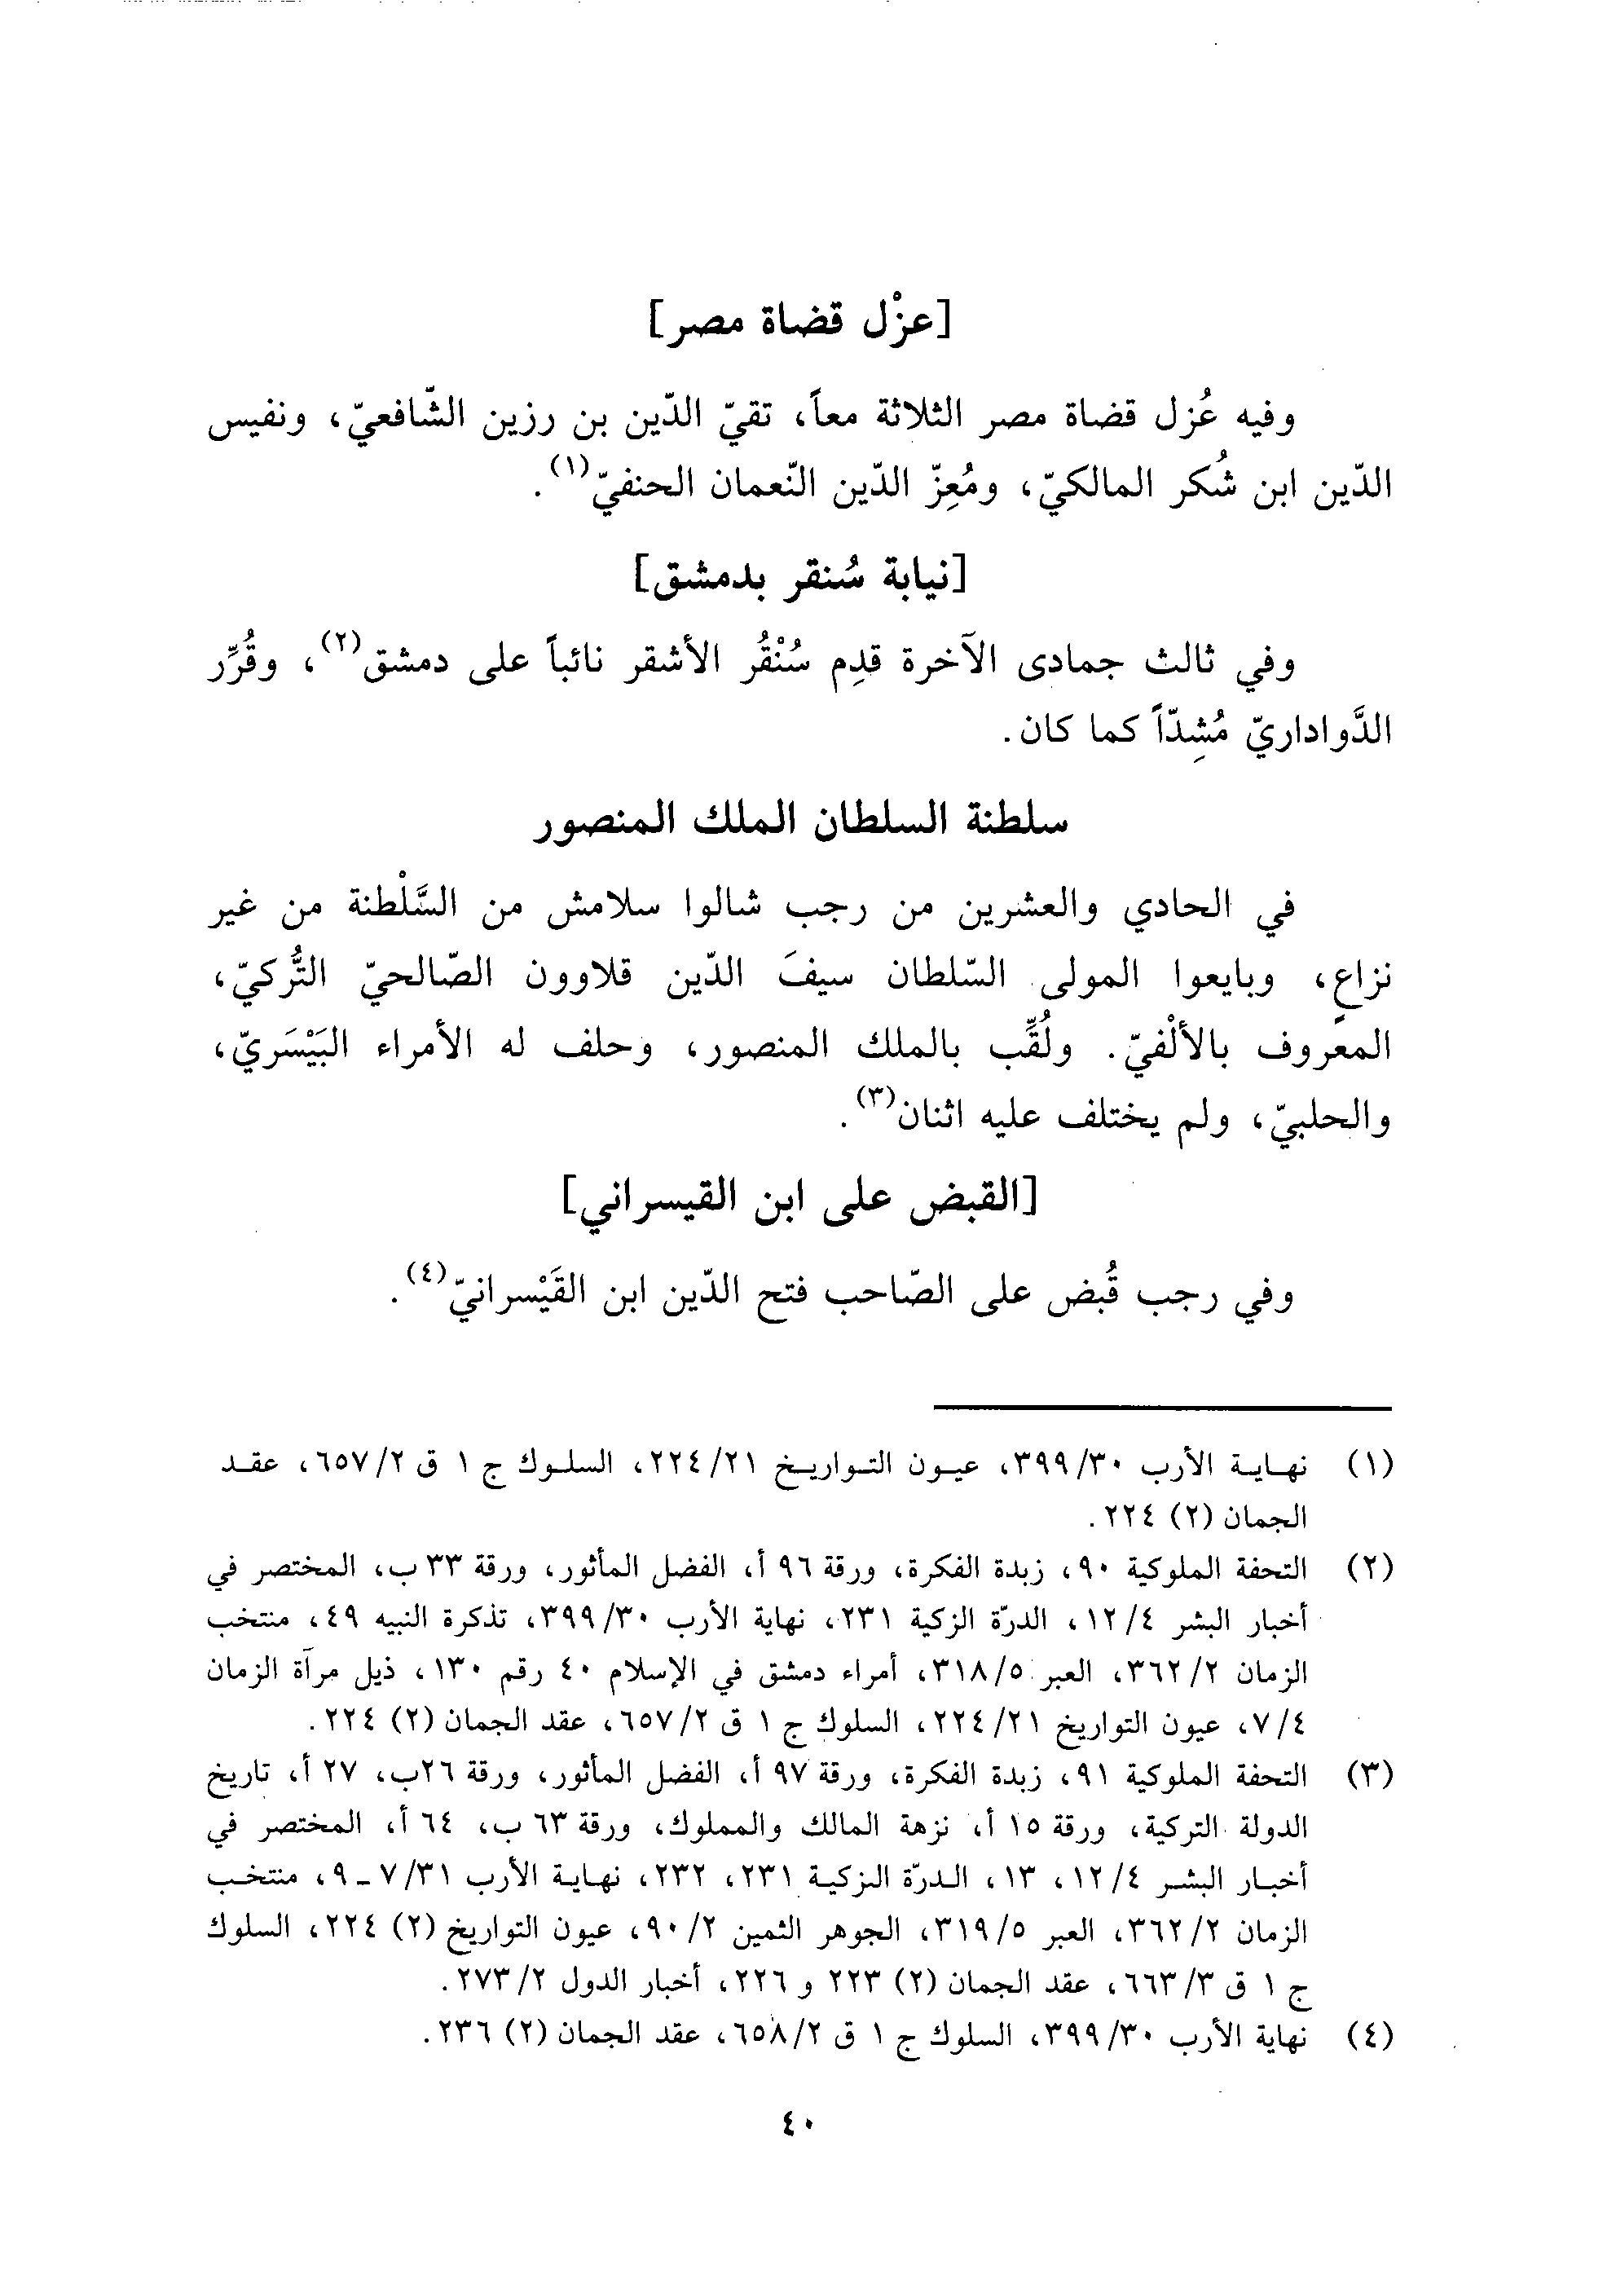 [عزْل قضاة مصر]
وفيه عُزل قضاة مصر الثلاثة معاً، تقيّ الدّين بن رزين الشّافعيّ، ونفيس
الدّين ابن شُكر المالكيّ، ومُعِزّ الدّين النّعمان الحنفيّ(١).
[نيابة سُنقر بدمشق]
وفي ثالث جمادى الآخرة قدِم سُنْقُر الأشقر نائباً على دمشق(٢)، وقُرِّر
الدَّواداريّ مُشِدّاً كما كان.
سلطنة السلطان الملك المنصور
في الحادي والعشرين من رجب شالوا سلامش من السَّلْطنة من غير
نزاعٍ، وبايعوا المولى السّلطان سيفَ الدّين قلاوون الصّالحيّ التُّركيّ،
المعروف بالألْفيّ. ولُقِّب بالملك المنصور، وحلف له الأمراء البَيْسَريّ،
والحلبيّ، ولم يختلف عليه اثنان(٣).
[القبض على ابن القيسراني]
وفي رجب قُبض على الصّاحب فتح الدّين ابن القَيْسرانيّ(٤).
(١) نهاية الأرب ٣٩٩/٣٠، عيون التواريخ ٢٢٤/٢١، السلوك ج ١ ق ٦٥٧/٢، عقد
الجمان (٢) ٢٢٤.
(٢) التحفة الملوكية ٩٠، زبدة الفكرة، ورقة ٩٦ أ، الفضل المأثور، ورقة ٣٣ ب، المختصر في
أخبار البشر ١٢/٤، الدرّة الزكية ٢٣١، نهاية الأرب ٣٩٩/٣٠، تذكرة النبيه ٤٩، منتخب
الزمان ٣٦٢/٢، العبر ٣١٨/٥، أمراء دمشق في الإسلام ٤٠ رقم ١٣٠، ذيل مرآة الزمان
٧/٤، عيون التواريخ ٢٢٤/٢١، السلوك ج ١ ق ٦٥٧/٢، عقد الجمان (٢) ٢٢٤.
(٣) التحفة الملوكية ٩١، زبدة الفكرة، ورقة ٩٧ أ، الفضل المأثور، ورقة ٢٦ب، ٢٧ أ، تاريخ
الدولة التركية، ورقة ١٥ أ، نزهة المالك والمملوك، ورقة ٦٣ ب، ٦٤ أ، المختصر في
أخبار البشر ١٢/٤، ١٣، الدرّة الزكية ٢٣١، ٢٣٢، نهاية الأرب ٧/٣١ - ٩، منتخب
الزمان ٣٦٢/٢، العبر ٣١٩/٥، الجوهر الثمين ٩٠/٢، عيون التواريخ (٢) ٢٢٤، السلوك
ج ١ ق ٦٦٣/٣، عقد الجمان (٢) ٢٢٣ و ٢٢٦، أخبار الدول ٢٧٣/٢.
(٤) نهاية الأرب ٣٩٩/٣٠، السلوك ج ١ ق ٦٥٨/٢، عقد الجمان (٢) ٢٣٦.
٤٠